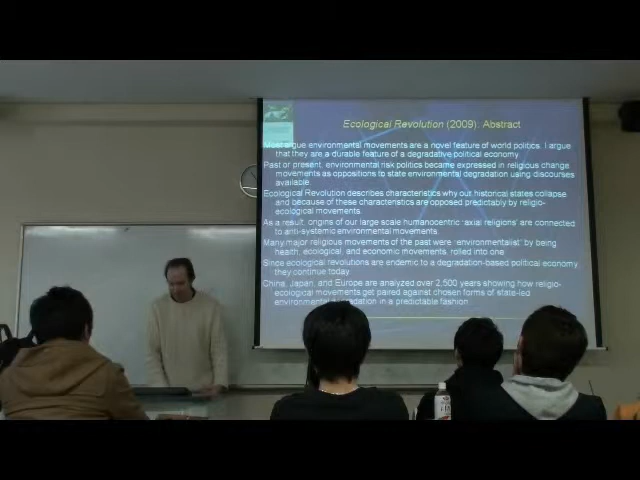 Ecological Revolution (2009): Abstract
Most argue environmental movements are a novel feature of world politics. I argue
that they are a durable feature of a degradative political economy.
Past or present, environmental risk politics became expressed in religious change
movements as oppositions to state environmental degradation using discourses
available.
Ecological Revolution describes characteristics why our historical states collapse
and because of these characteristics are opposed predictably by religio-
ecological movements.
As a result, origins of our large scale humanocentric 'axial religions' are connected
to anti-systemic environmental movements.
Many major religious movements of the past were 'environmentalist' by being
health, ecological, and economic movements, rolled into one.
Since ecological revolutions are endemic to a degradation-based political economy,
they continue today.
China, Japan, and Europe are analyzed over 2,500 years showing how religio-
ecological movements get paired against chosen forms of state-led
environmental degradation in a predictable fashion.